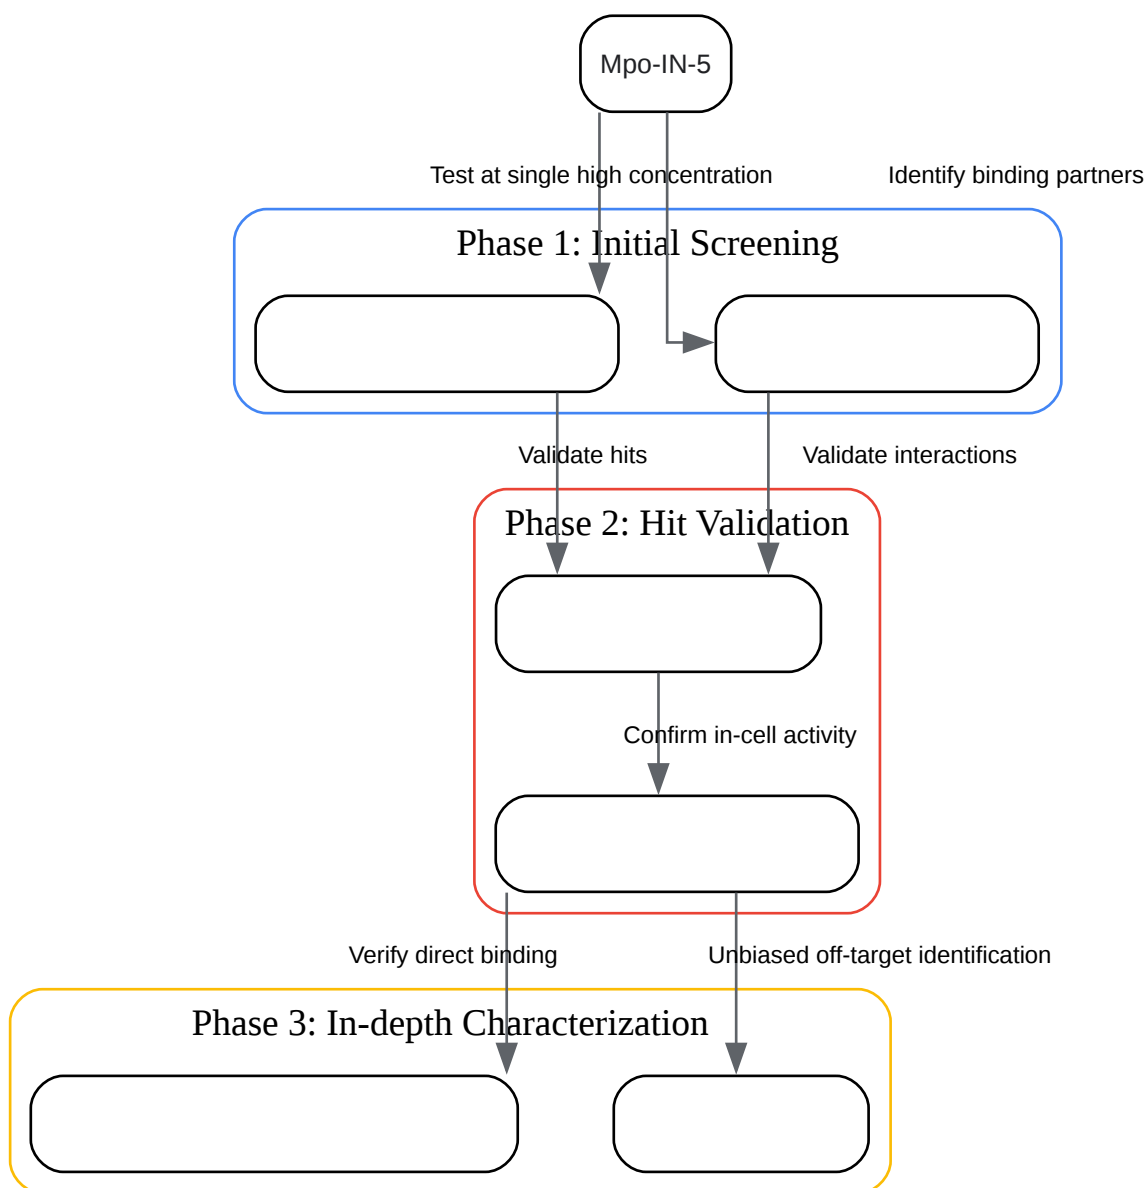 Mpo-IN-5
Test at single high concentration
Identify binding partners
Phase 1: Initial Screening
Validate hits
Validate interactions
Phase 2: Hit Validation
Confirm in-cell activity
Verify direct binding
Unbiased off-target identification
Phase 3: In-depth Characterization